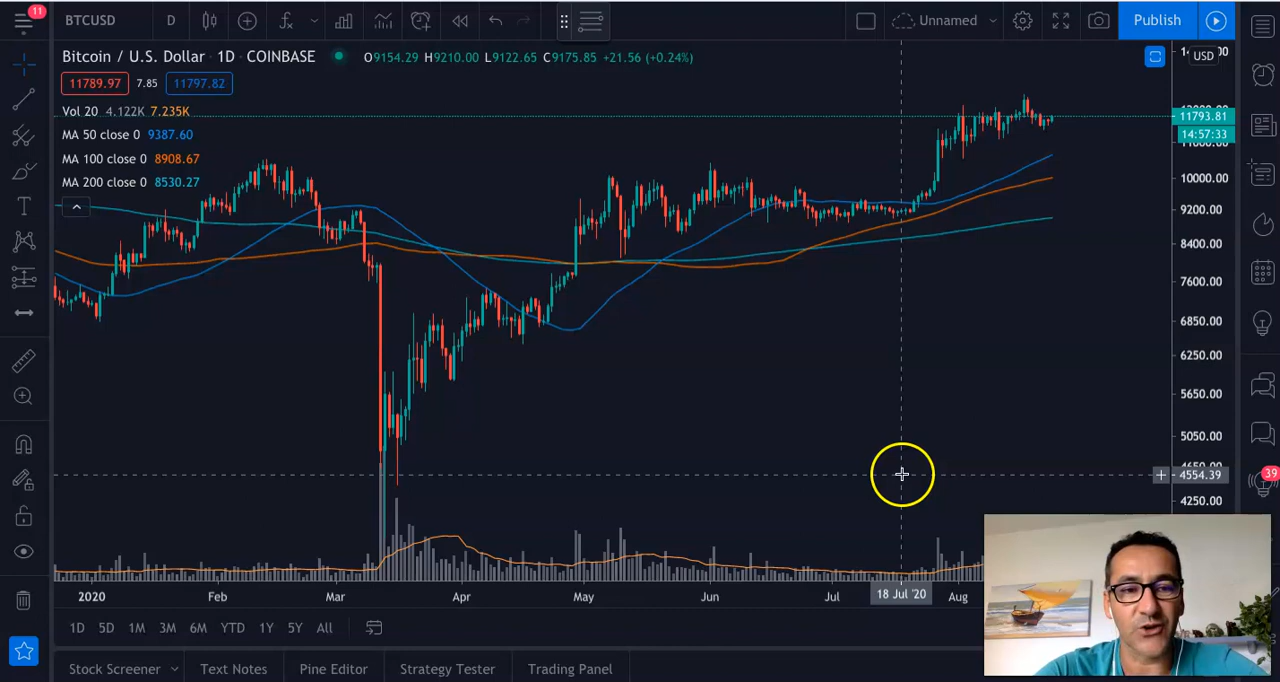 11
BTCUSD D Unnamed Publish
Bitcoin / U.S. Dollar 1D COINBASE O9154.29 H9210.00 L9122.65 C9175.85 +21.56 (+0.24%)
USD
11789.97 7.85 11797.82
Vol 20 4.122K 7.235K
11793.81
MA 50 close 0 9387.60
14:57:33
MA 100 close 0 8908.67
10000.00
MA 200 close 0 8530.27
9200.00
8400.00
7600.00
6850.00
6250.00
5650.00
5050.00
4554.39
39
4250.00
2020 Feb Mar Apr May Jun Jul 18 Jul '20 Aug
1D 5D 1M 3M 6M YTD 1Y 5Y All
Stock Screener Text Notes Pine Editor Strategy Tester Trading Panel